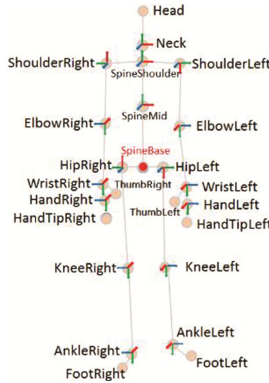 Head
Neck
ShoulderRight
SpineShoulder
ShoulderLeft
SpineMid
ElbowRight
ElbowLeft
SpineBase
HipRight
HipLeft
ThumbRight
WristRight
WristLeft
HandRight
HandLeft
ThumbLeft
HandTipRight
HandTipLeft
KneeRight
KneeLeft
AnkleLeft
AnkleRight
FootLeft
FootRight